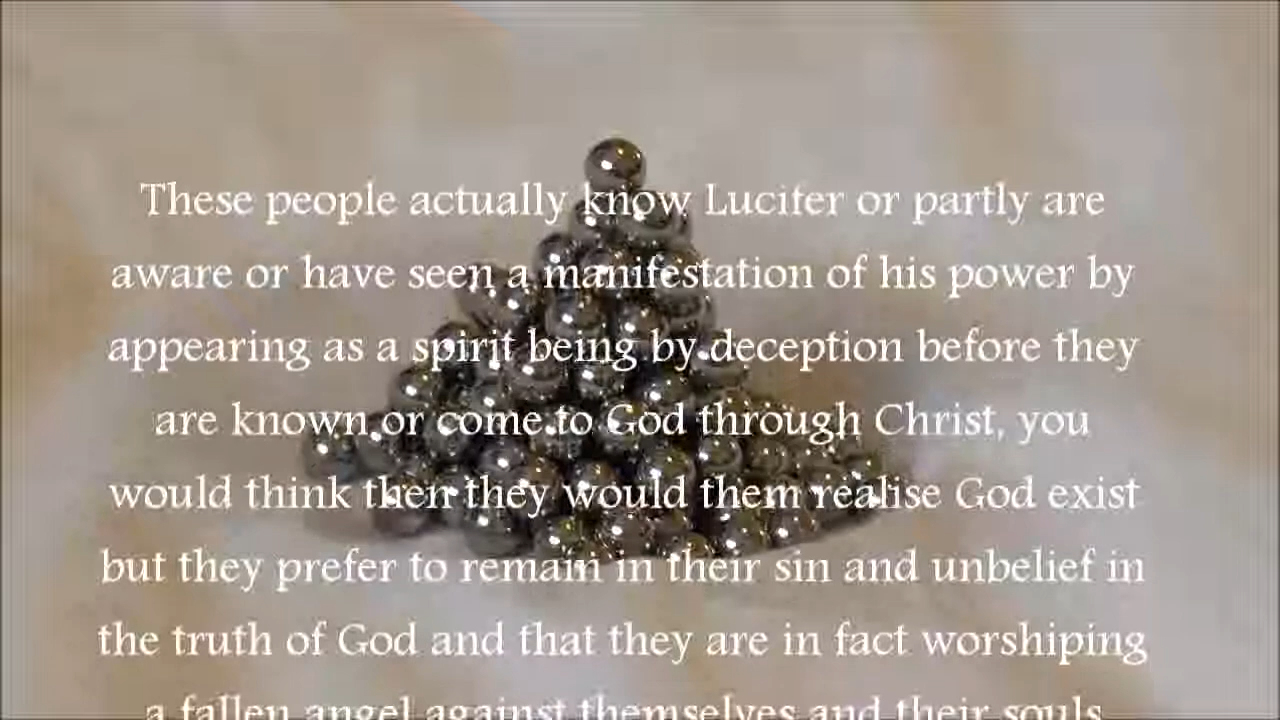 These people actually know Lucifer or partly are
aware or have seen a manifestation of his power by
appearing as a spirit being by deception before they
are known or come to God through Christ, you
would think then they would them realise God exist
but they prefer to remain in their sin and unbelief in
the truth of God and that they are in fact worshiping
a fallen angel against themselves and their souls